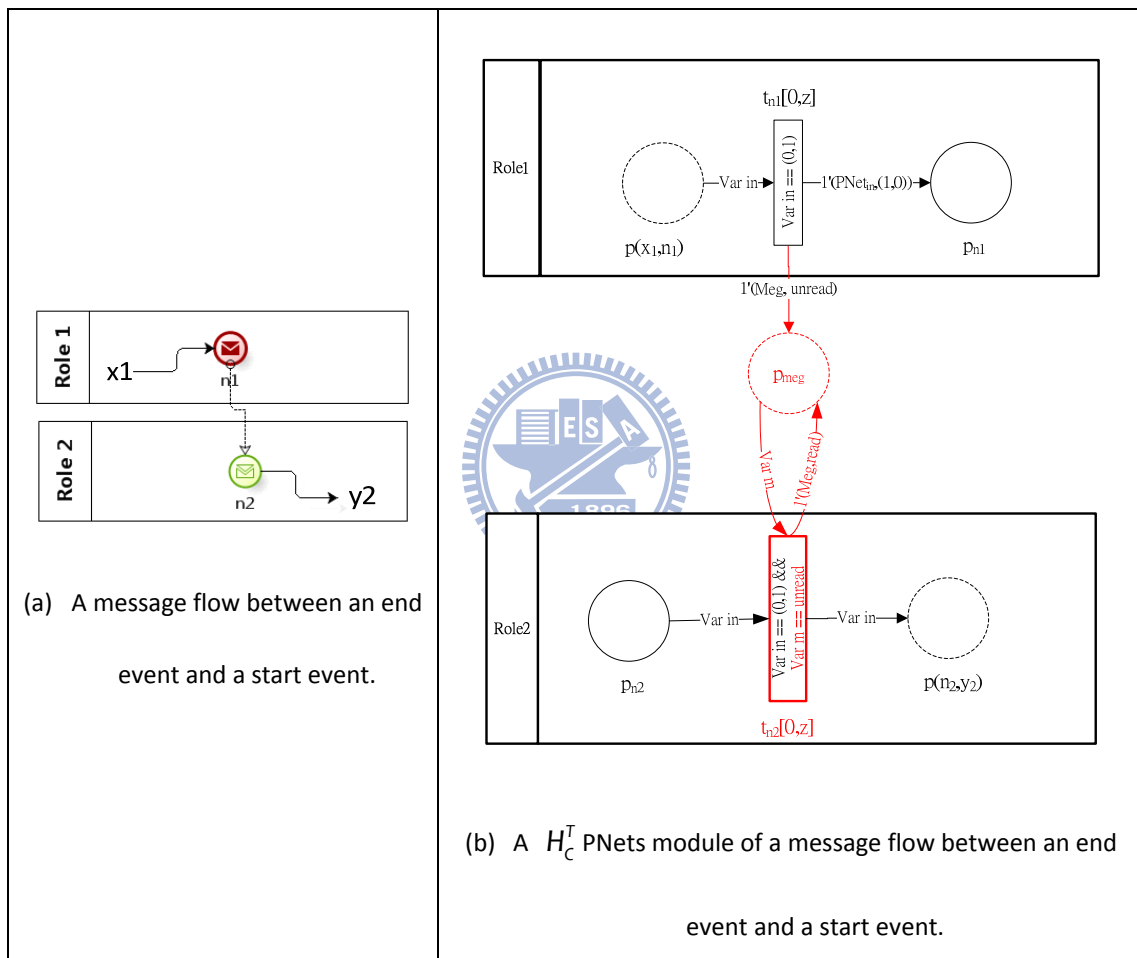 Role 1
x1
n1
Role 2
n2
y2
(a) A message flow between an end
event and a start event.
Role1
tn1[0,z]
Var in
Var in == (0,1)
1'(PNetin,(1,0))
p(x1,n1)
pn1
1'(Meg, unread)
pmeg
Var m
1'(Meg,read)
E S A
1896
Role2
Var in
Var in == (0,1) &&
Var m == unread
Var in
pn2
p(n2,y2)
tn2[0,z]
(b) A HCT PNets module of a message flow between an end
event and a start event.